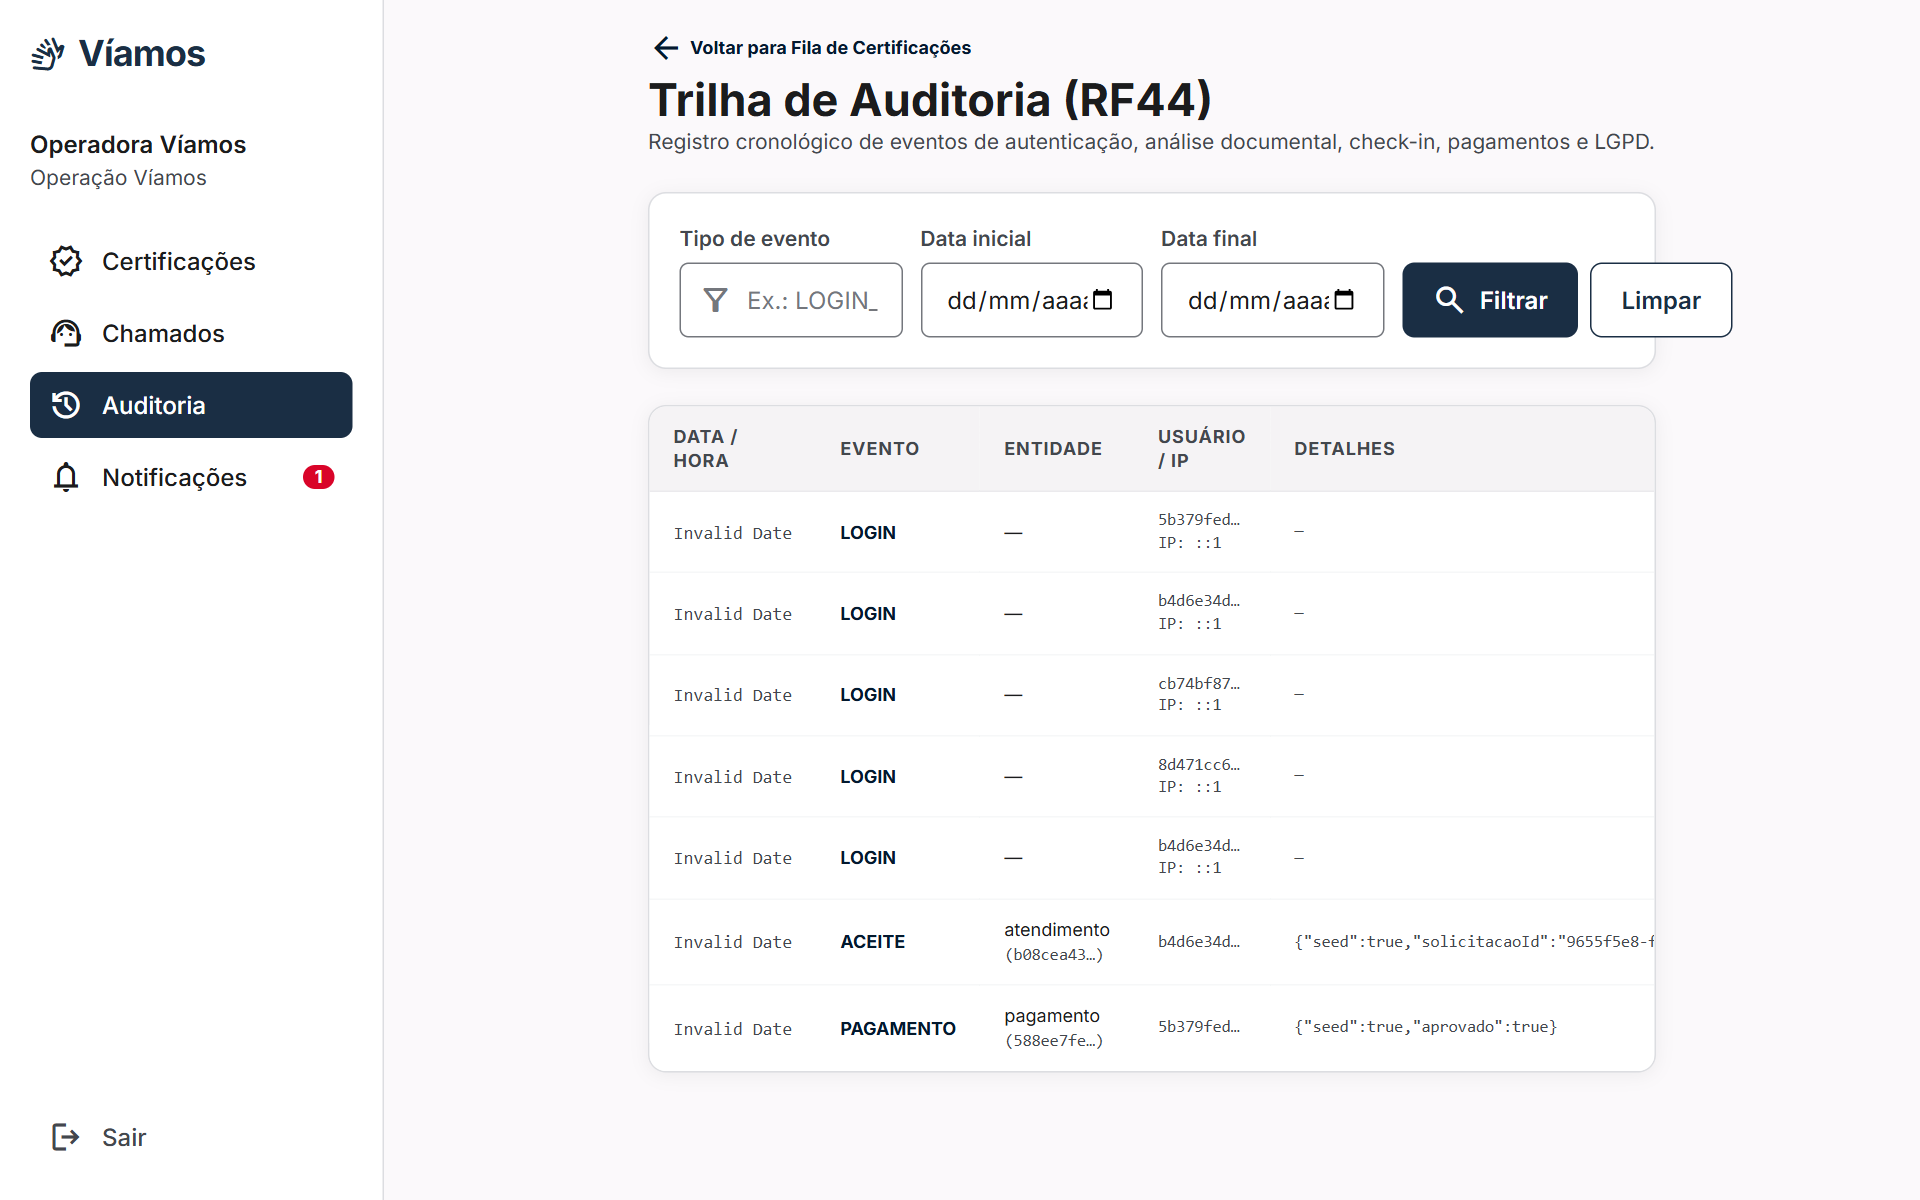 Víamos
Operadora Víamos
Operação Víamos
Certificações
Chamados
Auditoria
Notificações 1
Sair
Voltar para Fila de Certificações
Trilha de Auditoria (RF44)
Registro cronológico de eventos de autenticação, análise documental, check-in, pagamentos e LGPD.
Tipo de evento Data inicial Data final
Ex.: LOGIN_ dd/mm/aaaa dd/mm/aaaa Filtrar Limpar
DATA / HORA EVENTO ENTIDADE USUÁRIO / IP DETALHES
Invalid Date LOGIN — 5b379fed… —
IP: ::1
Invalid Date LOGIN — b4d6e34d… —
IP: ::1
Invalid Date LOGIN — cb74bf87… —
IP: ::1
Invalid Date LOGIN — 8d471cc6… —
IP: ::1
Invalid Date LOGIN — b4d6e34d… —
IP: ::1
Invalid Date ACEITE atendimento (b08cea43…) b4d6e34d… {"seed":true,"solicitacaoId":"9655f5e8-f
Invalid Date PAGAMENTO pagamento (588ee7fe…) 5b379fed… {"seed":true,"aprovado":true}